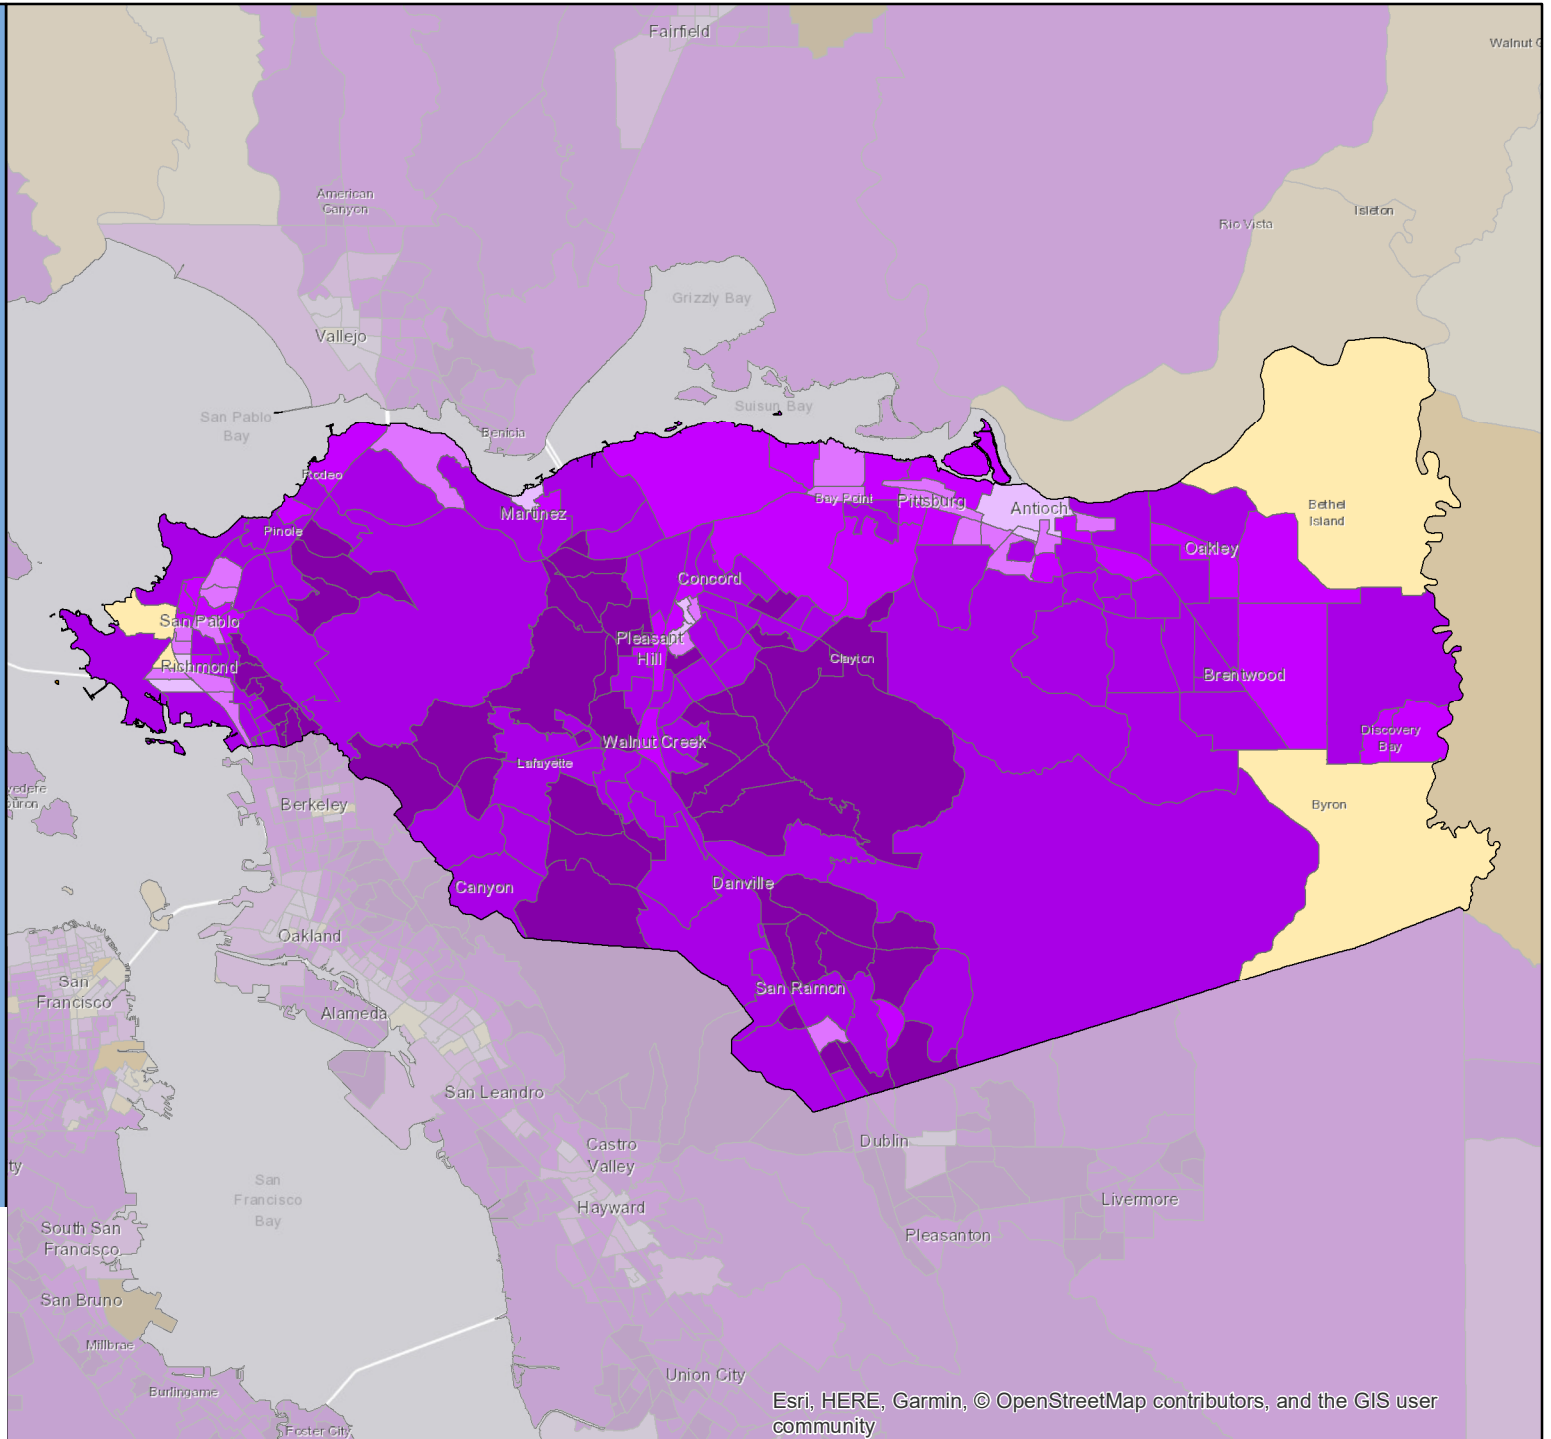 Fairfield
Walnut G
American
Canyon
Isleton
Rio Vista
Grizzly Bay
Vallejo
Suisun Bay
San Pablo
Bay
Benicia
Rodeo
Bay Point
Pittsburg
Antioch
Martinez
Bethel
Island
Pinole
Oakley
Concord
San Pablo
Pleasant
Hill
Clayton
Richmond
Brentwood
Discovery
Bay
Walnut Creek
Lafayette
Berkeley
Byron
Canyon
Danville
Oakland
San
Francisco
San Ramon
Alameda
San Leandro
Castro
Valley
Dublin
ty
San
Francisco
Bay
Hayward
Livermore
South San
Francisco
Pleasanton
San Bruno
Millbrae
Union City
Burlingame
Foster City
Esri, HERE, Garmin, © OpenStreetMap contributors, and the GIS user
community